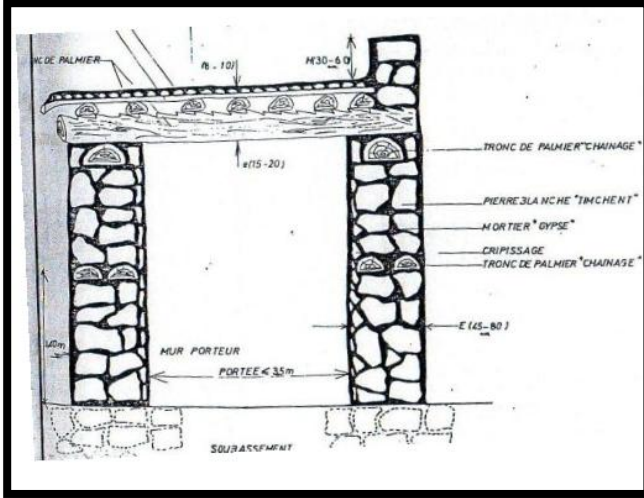 NC DE PALMIER
(8-10)
H(30-60)
e(15-20)
TRONC DE PALMIER "CHAINAGE"
PIERRE BLANCHE "TIMCHENT"
MORTIER "GYPSE"
CRIPISSAGE
TRONC DE PALMIER "CHAINAGE"
E (45-80)
MUR PORTEUR
PORTEE ≤ 3.5m
SOUBASSEMENT